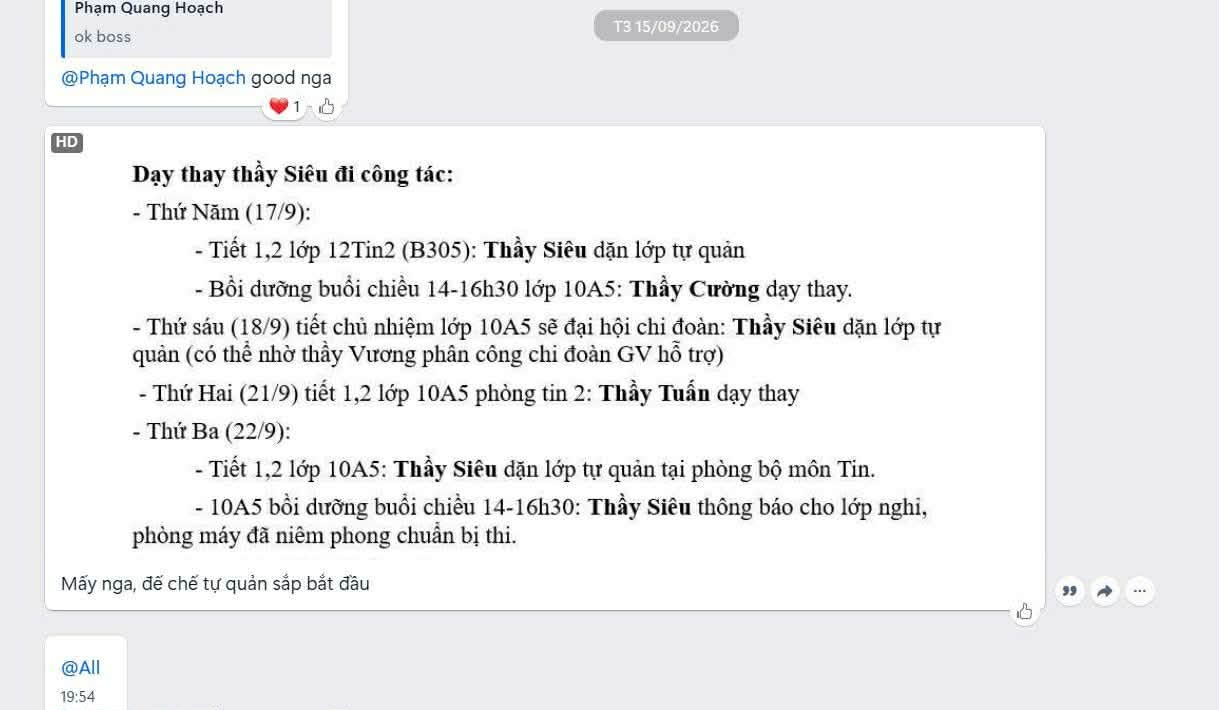 Phạm Quang Hoạch
ok boss
T3 15/09/2026
@Phạm Quang Hoạch good nga
1
HD
Dạy thay thầy Siêu đi công tác:
- Thứ Năm (17/9):
- Tiết 1,2 lớp 12Tin2 (B305): Thầy Siêu dặn lớp tự quản
- Bồi dưỡng buổi chiều 14-16h30 lớp 10A5: Thầy Cường dạy thay.
- Thứ sáu (18/9) tiết chủ nhiệm lớp 10A5 sẽ đại hội chi đoàn: Thầy Siêu dặn lớp tự
quản (có thể nhờ thầy Vương phân công chi đoàn GV hỗ trợ)
- Thứ Hai (21/9) tiết 1,2 lớp 10A5 phòng tin 2: Thầy Tuấn dạy thay
- Thứ Ba (22/9):
- Tiết 1,2 lớp 10A5: Thầy Siêu dặn lớp tự quản tại phòng bộ môn Tin.
- 10A5 bồi dưỡng buổi chiều 14-16h30: Thầy Siêu thông báo cho lớp nghỉ,
phòng máy đã niêm phong chuẩn bị thi.
Mấy nga, đế chế tự quản sắp bắt đầu
@All
19:54